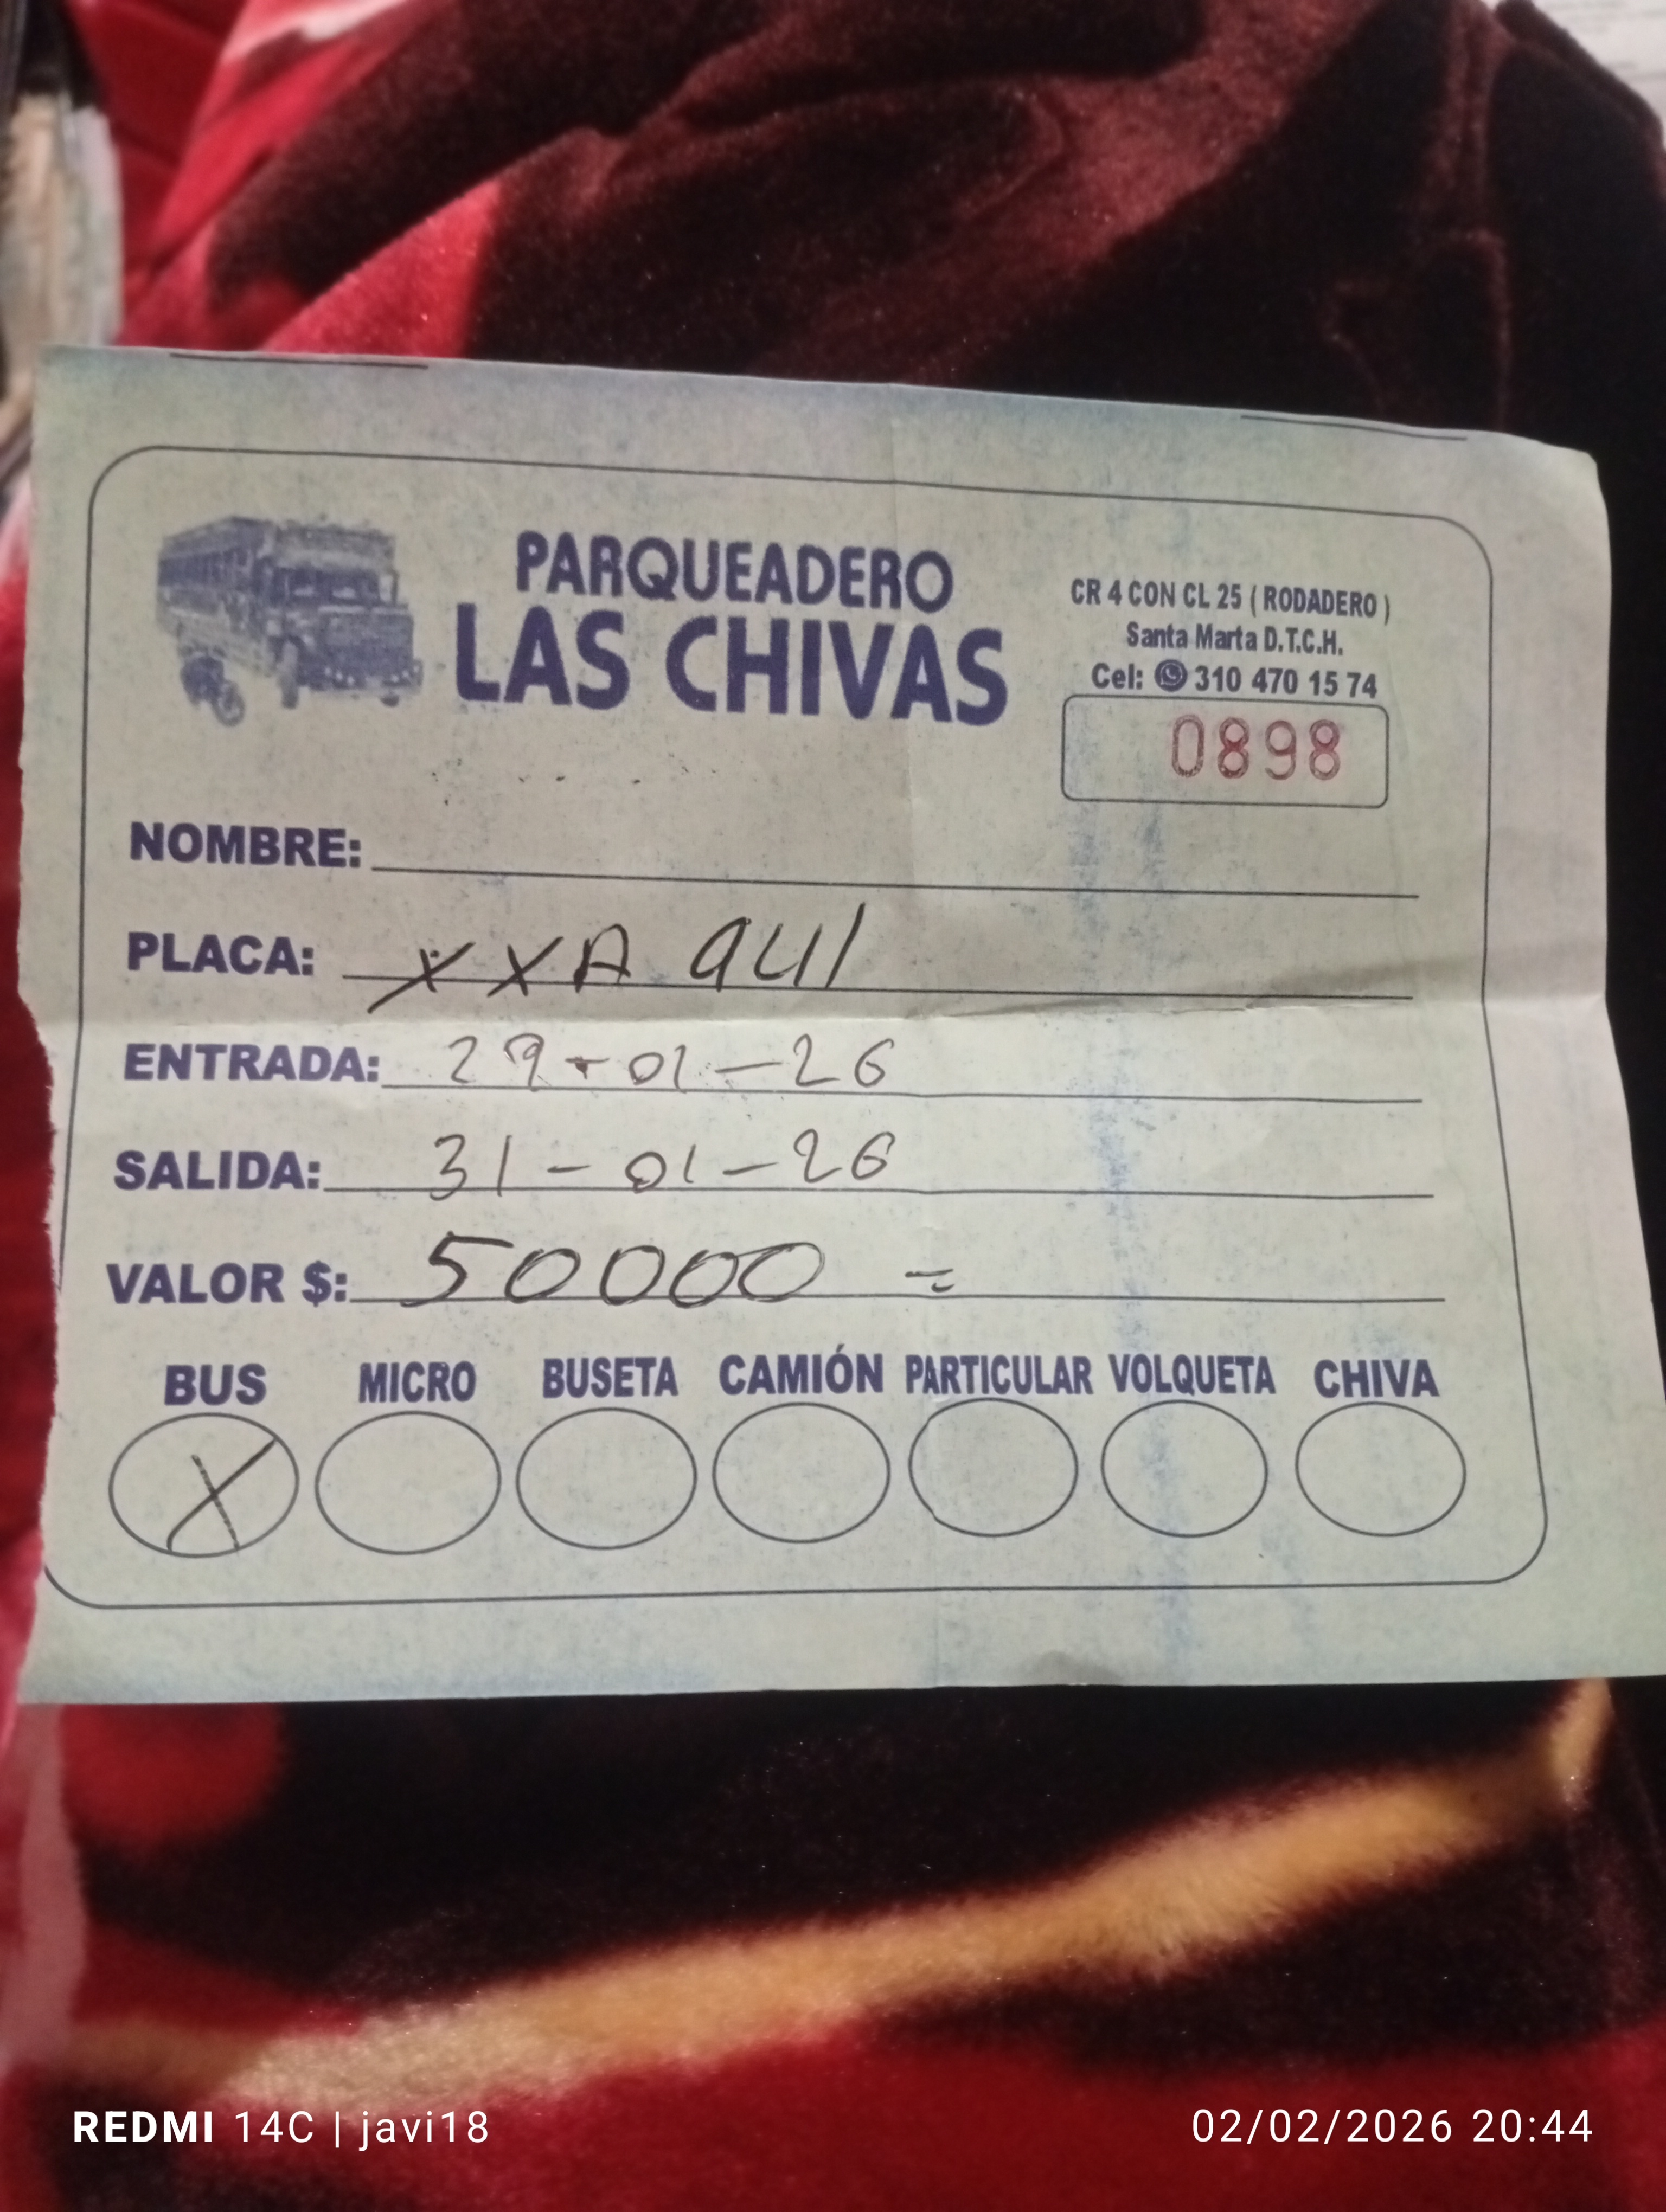 PARQUEADERO
LAS CHIVAS
CR 4 CON CL 25 ( RODADERO )
Santa Marta D.T.C.H.
Cel: 310 470 15 74
0898
NOMBRE:
PLACA: XXA 941
ENTRADA: 29-01-26
SALIDA: 31-01-26
VALOR $: 50000 =
BUS MICRO BUSETA CAMIÓN PARTICULAR VOLQUETA CHIVA
X
REDMI 14C | javi18
02/02/2026 20:44